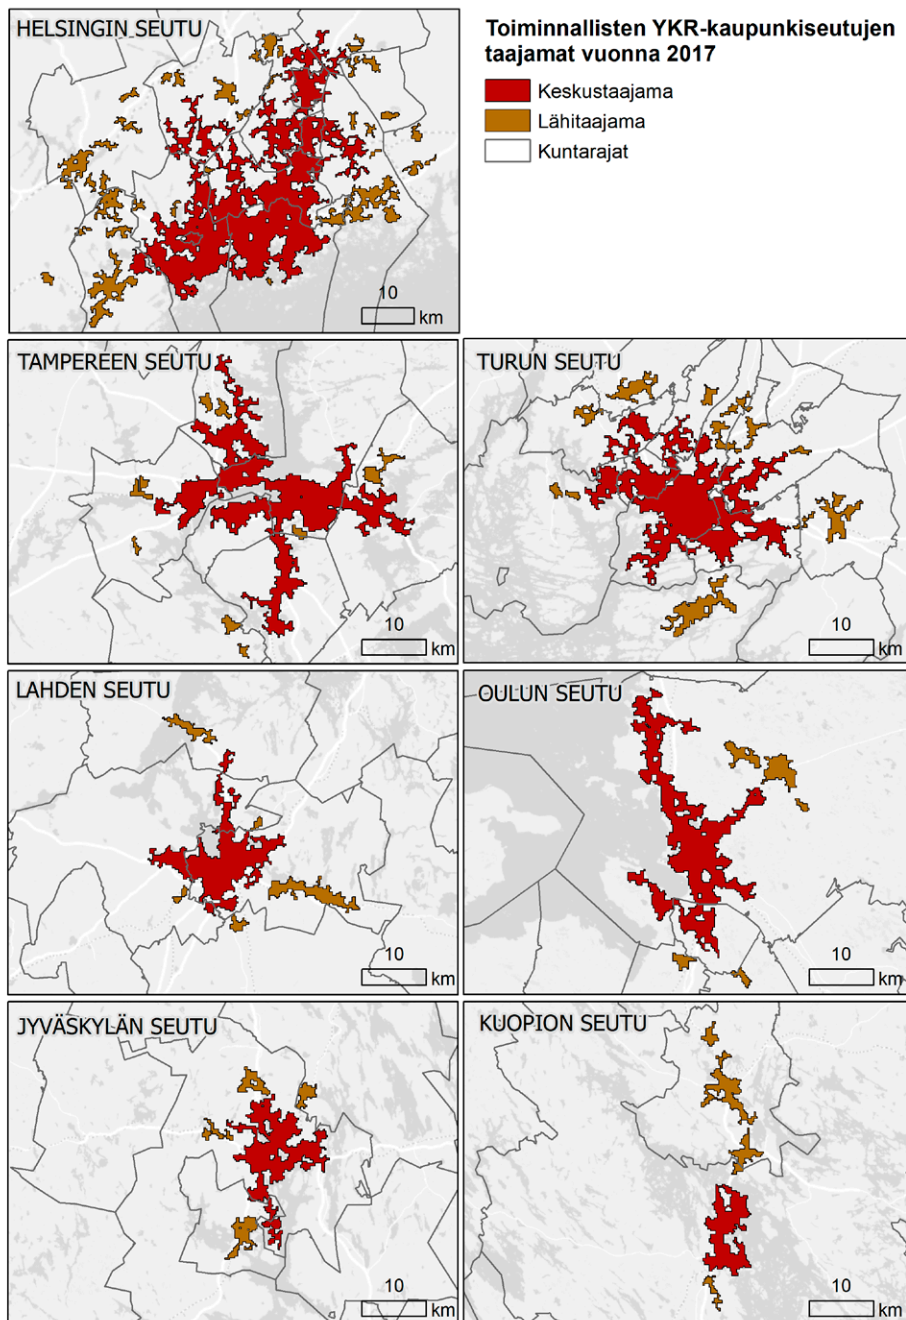 HELSINGIN SEUTU
Toiminnallisten YKR-kaupunkiseutujen
taajamat vuonna 2017
Keskustaajama
Lähitaajama
Kuntarajat
10
km
TAMPEREEN SEUTU
10
km
TURUN SEUTU
10
km
LAHDEN SEUTU
10
km
OULUN SEUTU
10
km
JYVÄSKYLÄN SEUTU
10
km
KUOPION SEUTU
10
km